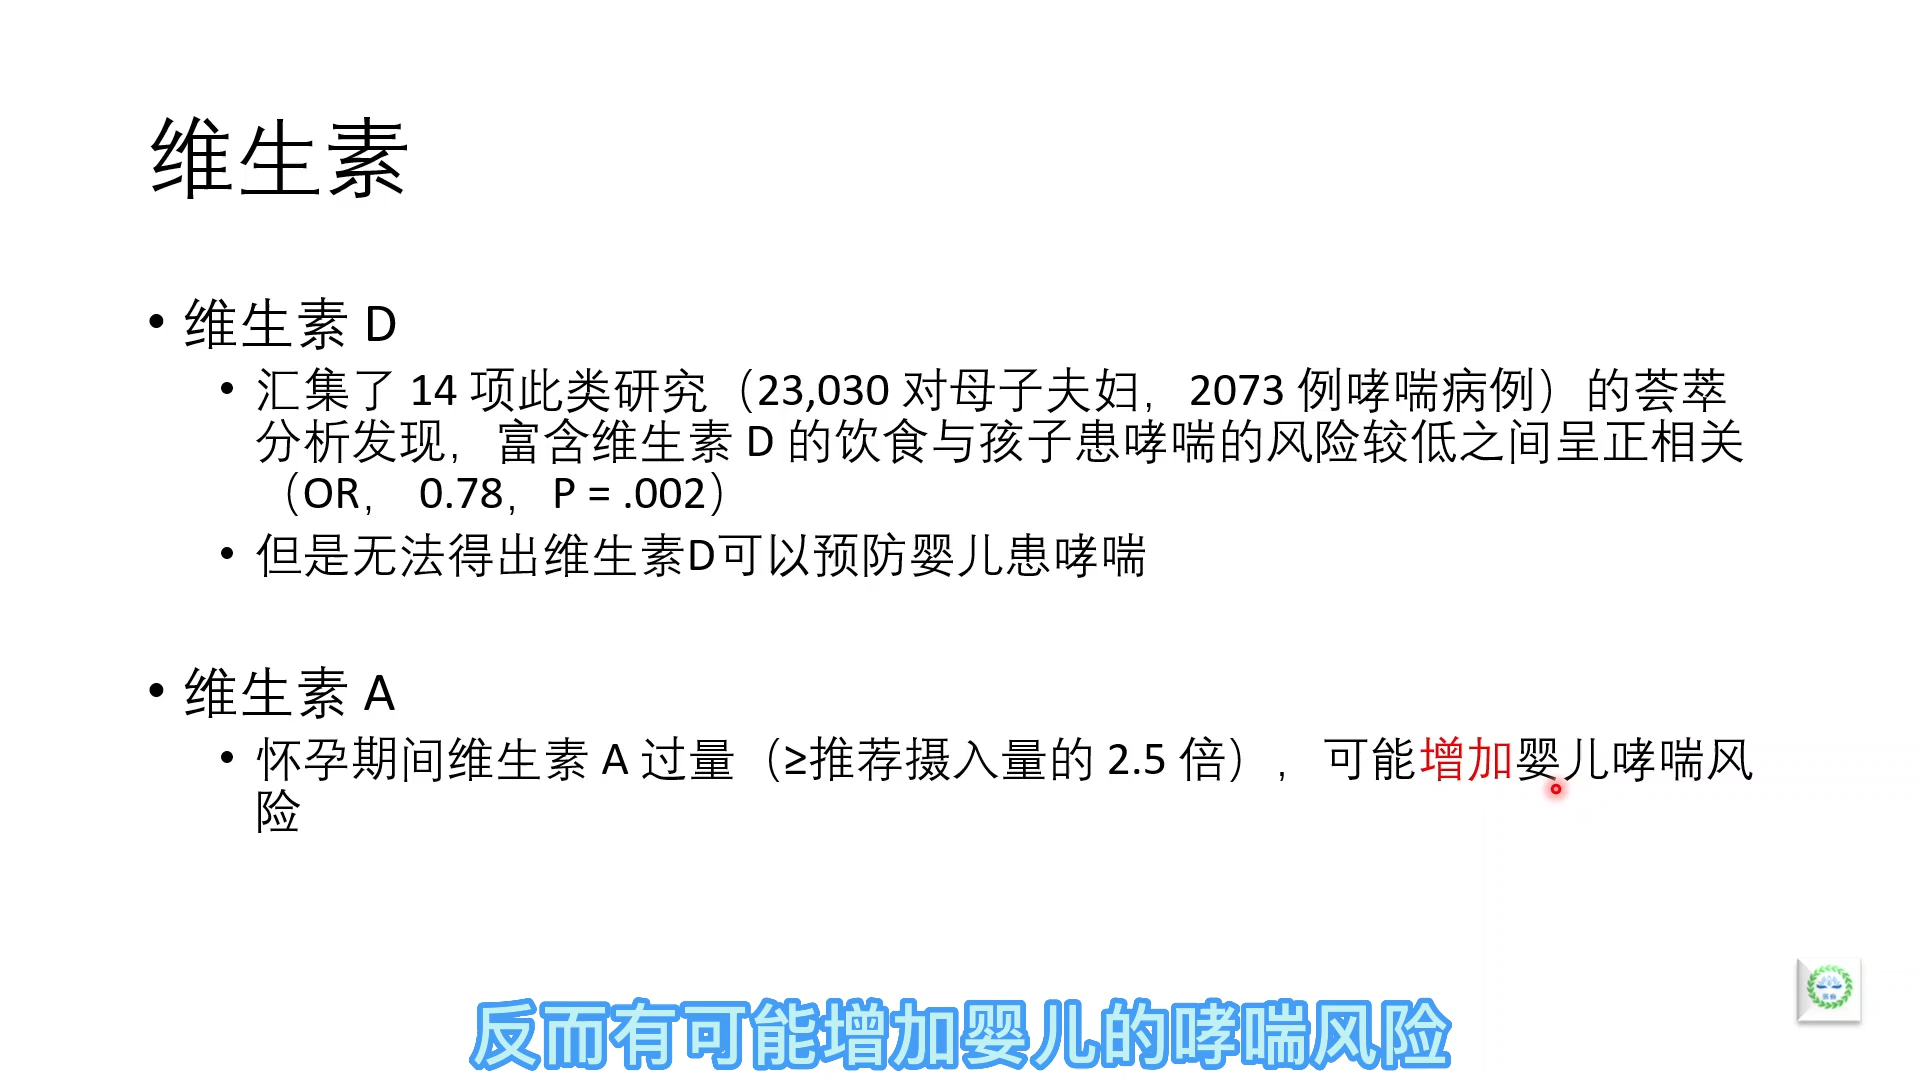 维生素
• 维生素 D
• 汇集了 14 项此类研究（23,030 对母子夫妇，2073 例哮喘病例）的荟萃
分析发现，富含维生素 D 的饮食与孩子患哮喘的风险较低之间呈正相关
（OR， 0.78，P = .002）
• 但是无法得出维生素D可以预防婴儿患哮喘
• 维生素 A
• 怀孕期间维生素 A 过量（≥推荐摄入量的 2.5 倍），可能增加婴儿哮喘风
险
反而有可能增加婴儿的哮喘风险